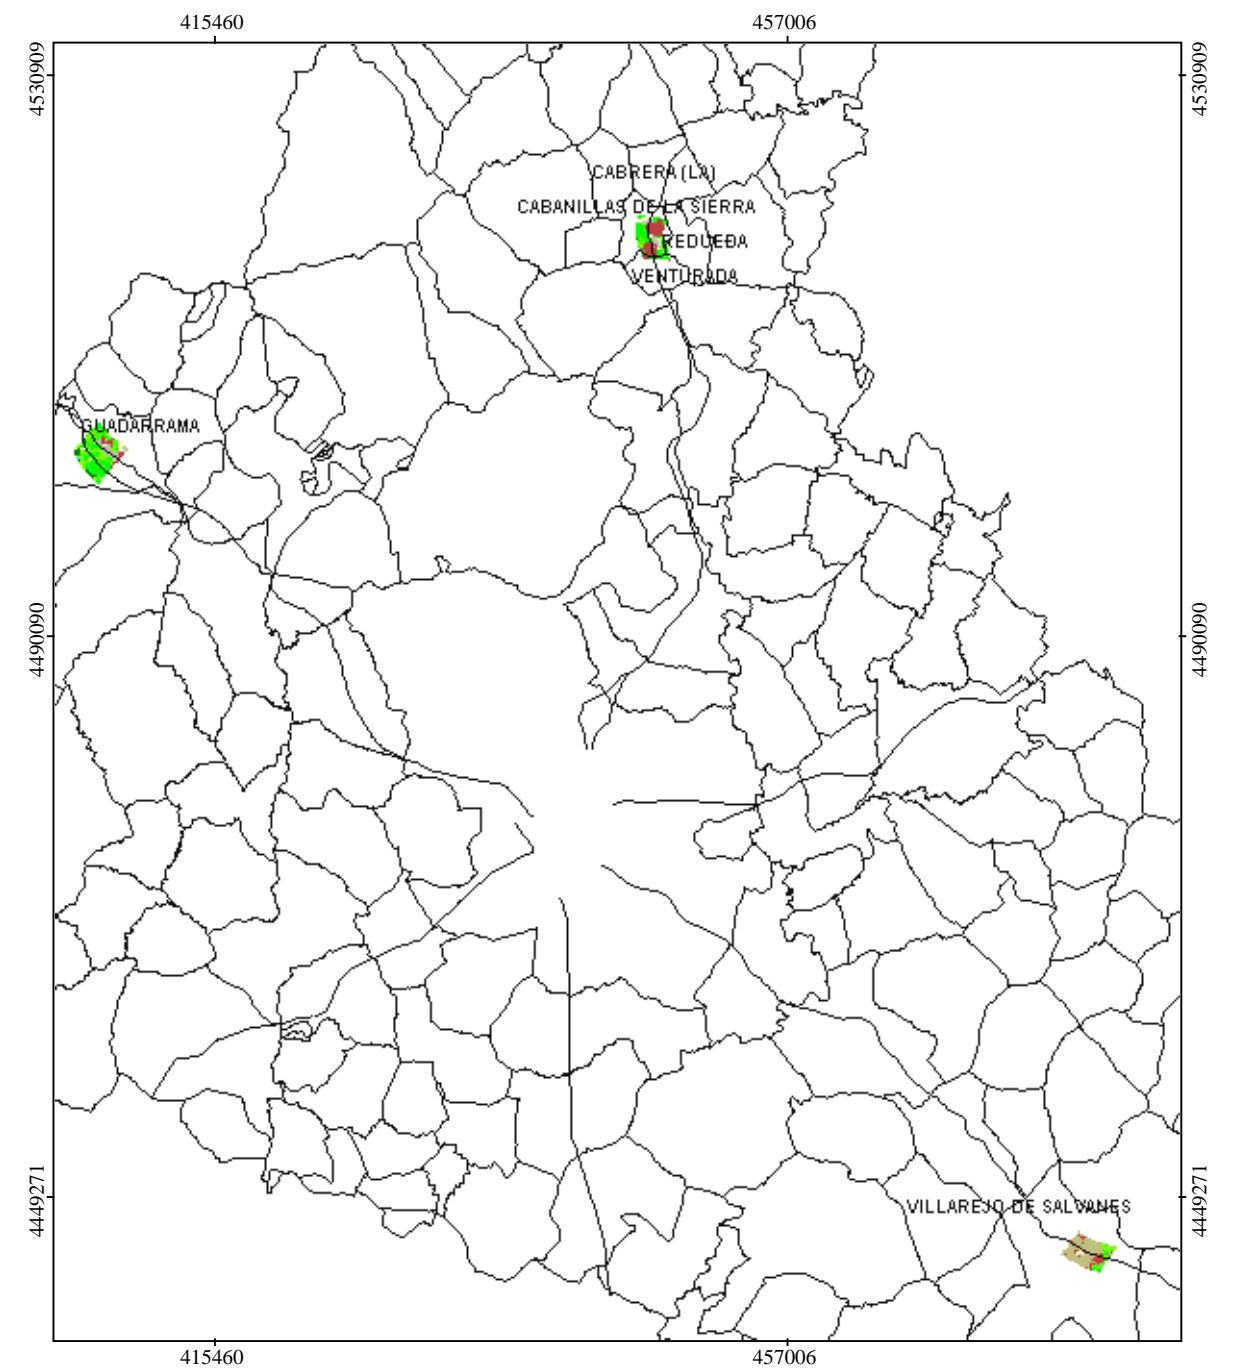 415460 457006
4530909 4530909
CABRERA (LA)
CABANILLAS DE LA SIERRA
REDUEÐA
VENTURADA
GUADARRAMA
4490090 4490090
4449271 4449271
VILLAREJO DE SALVANES
415460 457006